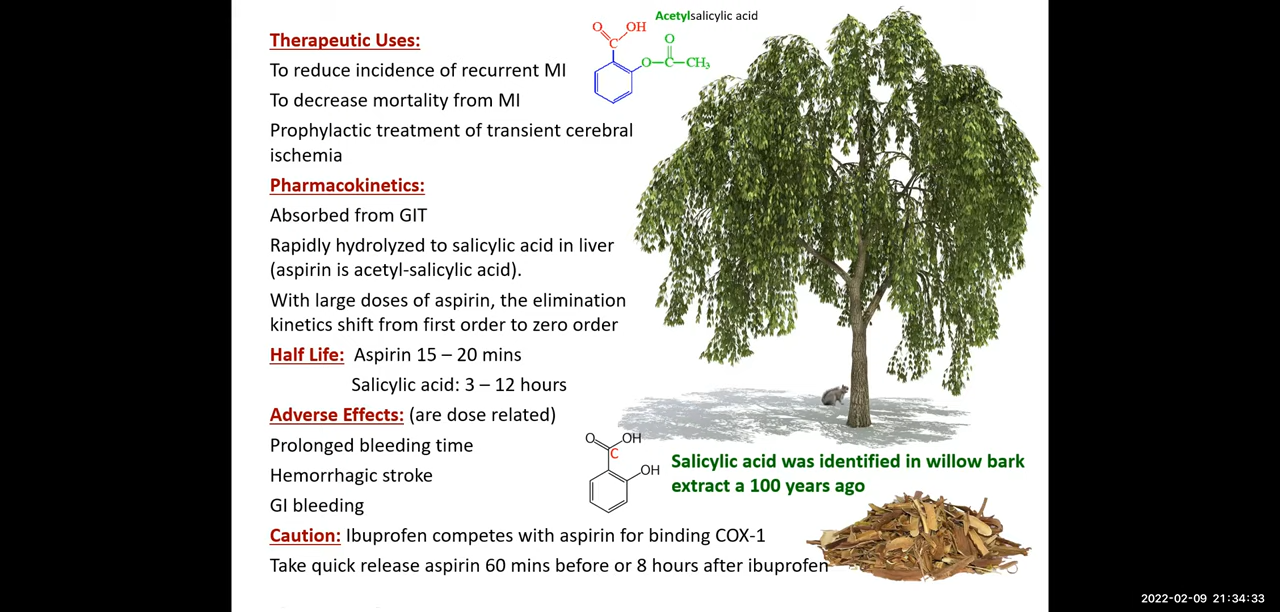 Acetylsalicylic acid
O
OH
C
O
O–C–CH₃
Therapeutic Uses:
To reduce incidence of recurrent MI
To decrease mortality from MI
Prophylactic treatment of transient cerebral
ischemia
Pharmacokinetics:
Absorbed from GIT
Rapidly hydrolyzed to salicylic acid in liver
(aspirin is acetyl-salicylic acid).
With large doses of aspirin, the elimination
kinetics shift from first order to zero order
Half Life: Aspirin 15 – 20 mins
Salicylic acid: 3 – 12 hours
Adverse Effects: (are dose related)
Prolonged bleeding time
Hemorrhagic stroke
GI bleeding
O
OH
C
OH
Salicylic acid was identified in willow bark
extract a 100 years ago
Caution: Ibuprofen competes with aspirin for binding COX-1
Take quick release aspirin 60 mins before or 8 hours after ibuprofen
2022-02-09 21:34:33